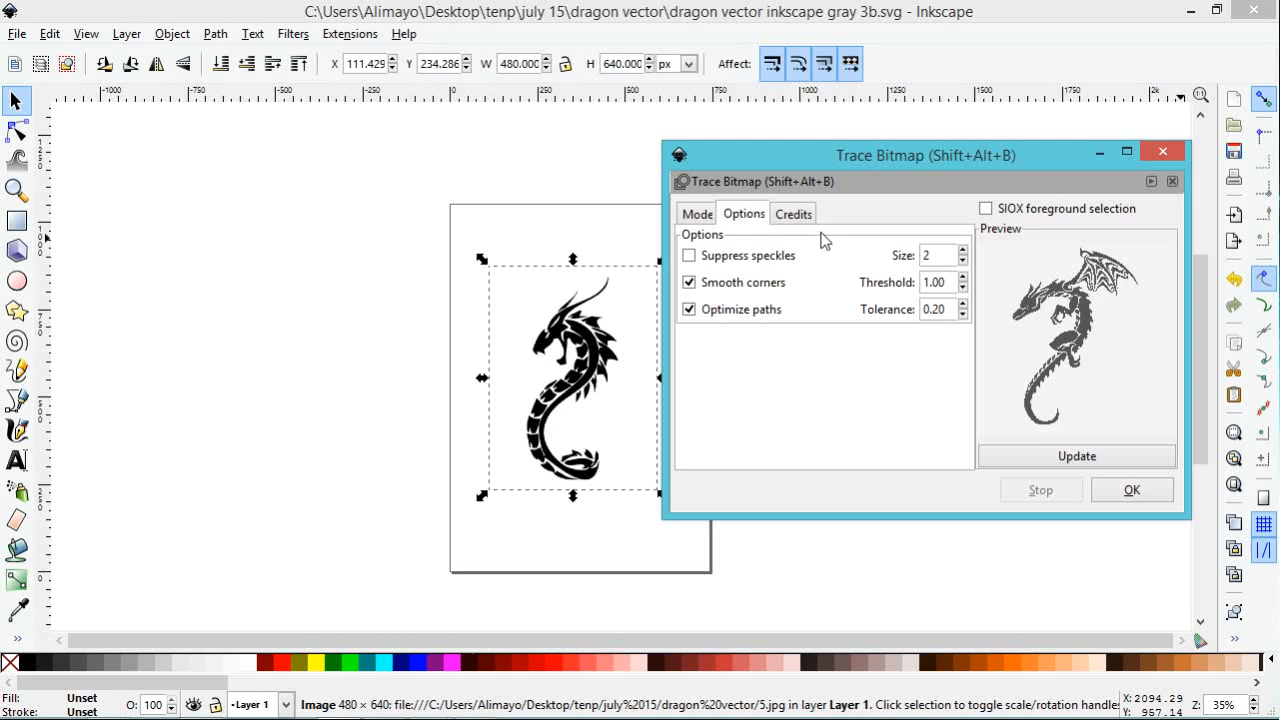 C:\Users\Alimayo\Desktop\tenp\july 15\dragon vector\dragon vector inkscape gray 3b.svg - Inkscape
File Edit View Layer Object Path Text Filters Extensions Help
X 111.429 Y 234.286 W 480.000 H 640.000 px Affect:
-1000 -750 -500 -250 0 250 500 750 1000 1250 1500 1750 2k
Trace Bitmap (Shift+Alt+B)
Trace Bitmap (Shift+Alt+B)
Mode Options Credits
SIOX foreground selection
Options
Preview
Suppress speckles Size: 2
Smooth corners Threshold: 1.00
Optimize paths Tolerance: 0.20
Update
Stop OK
Fill: Unset
Stroke: Unset
O: 100
Layer 1
Image 480 × 640: file:///C:/Users/Alimayo/Desktop/tenp/july%2015/dragon%20vector/5.jpg in layer Layer 1. Click selection to toggle scale/rotation handles
X: 2094.29
Y: 957.14
Z: 35%